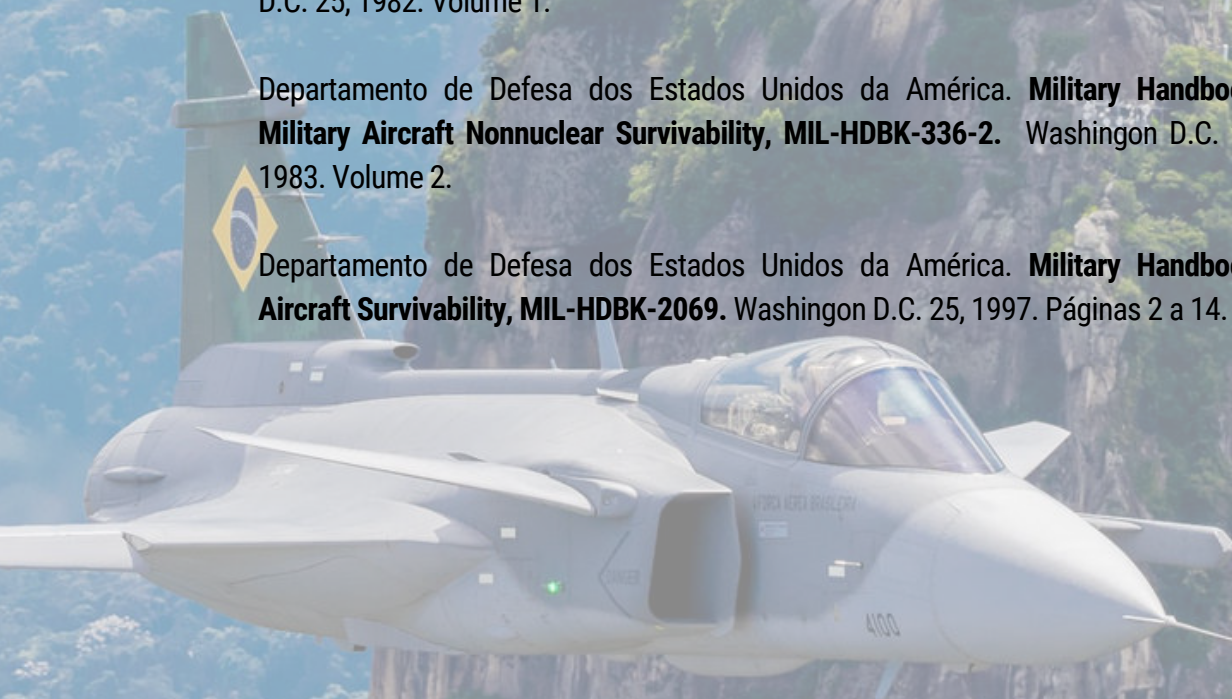 D.C. 25, 1982. Volume 1.
Departamento de Defesa dos Estados Unidos da América. Military Handboo
Military Aircraft Nonnuclear Survivability, MIL-HDBK-336-2. Washingon D.C.
1983. Volume 2.
Departamento de Defesa dos Estados Unidos da América. Military Handboo
Aircraft Survivability, MIL-HDBK-2069. Washingon D.C. 25, 1997. Páginas 2 a 14.
FORÇA AÉREA BRASILEIRA
DANGER
4100